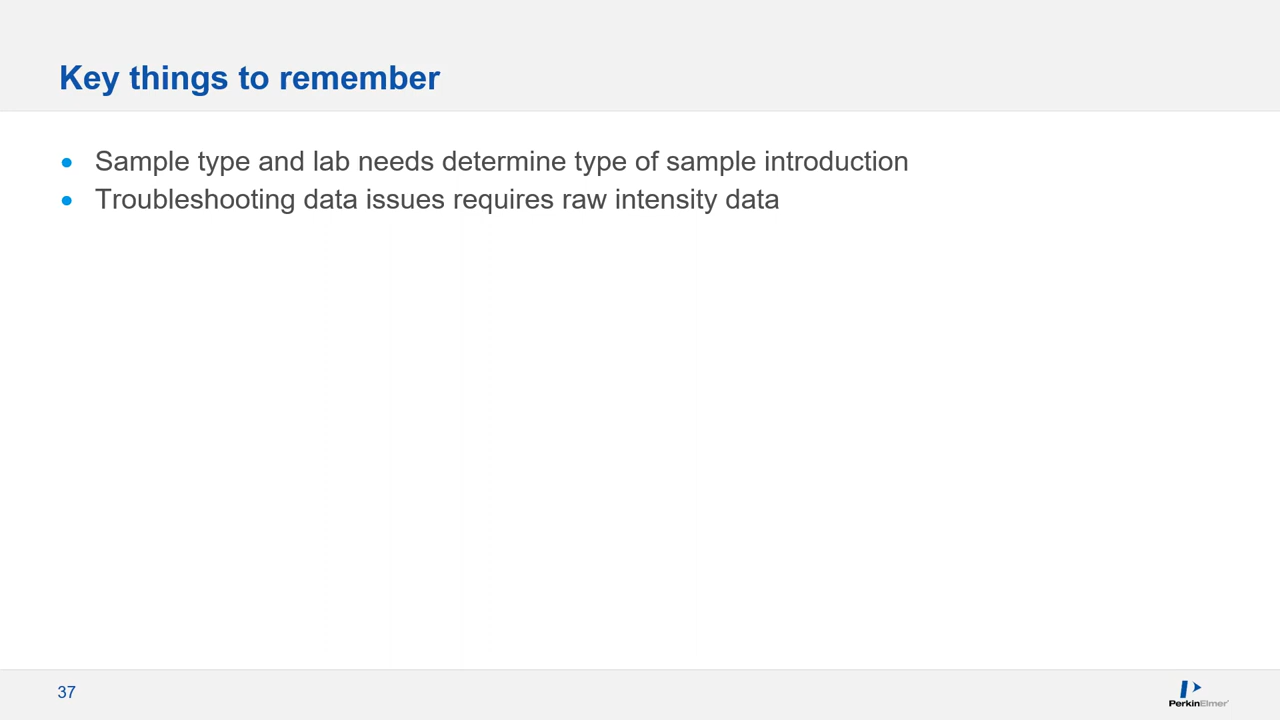 Key things to remember
• Sample type and lab needs determine type of sample introduction
• Troubleshooting data issues requires raw intensity data
37
PerkinElmer